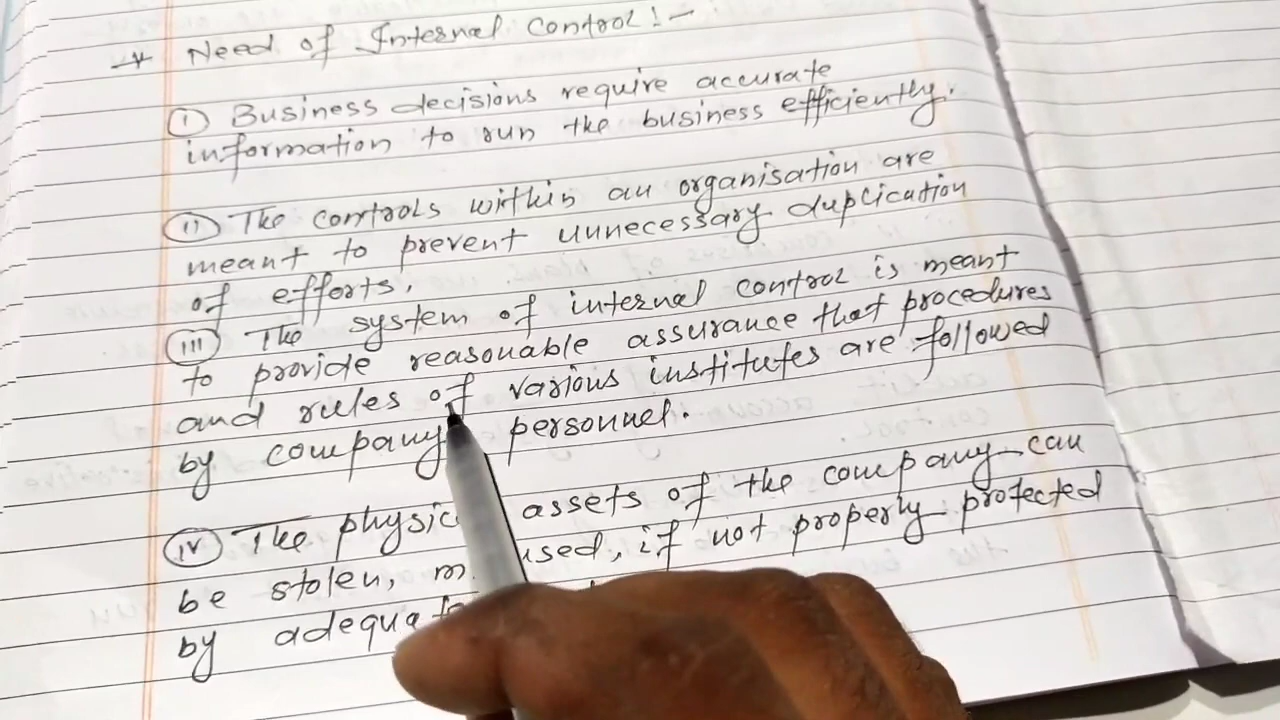 Need of Internal Control! -
(i) Business decisions require accurate
information to run the business efficiently.
(ii) The controls within an organisation are
meant to prevent unnecessary duplication
of efforts.
(iii) The system of internal control is meant
to provide reasonable assurance that procedures
and rules of various institutes are followed
by company personnel.
(iv) The assets of the company can
be stolen, if not properly protected
by